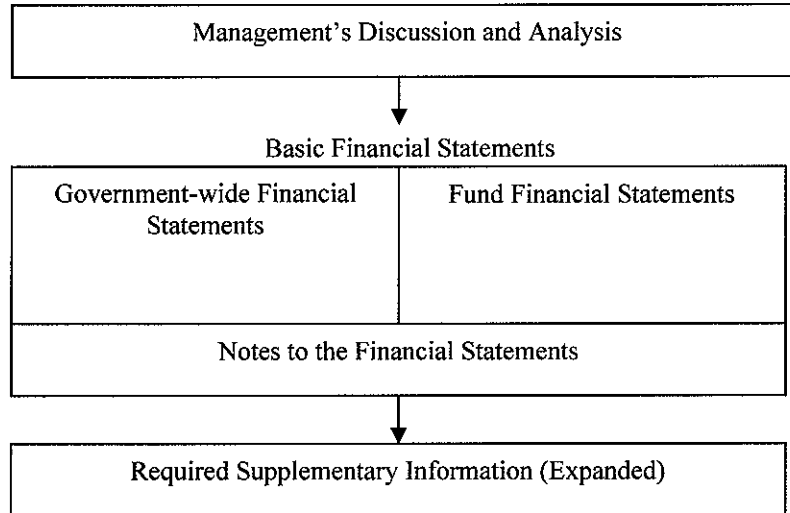 Management's Discussion and Analysis
Basic Financial Statements
Government-wide Financial
Statements
Fund Financial Statements
Notes to the Financial Statements
Required Supplementary Information (Expanded)